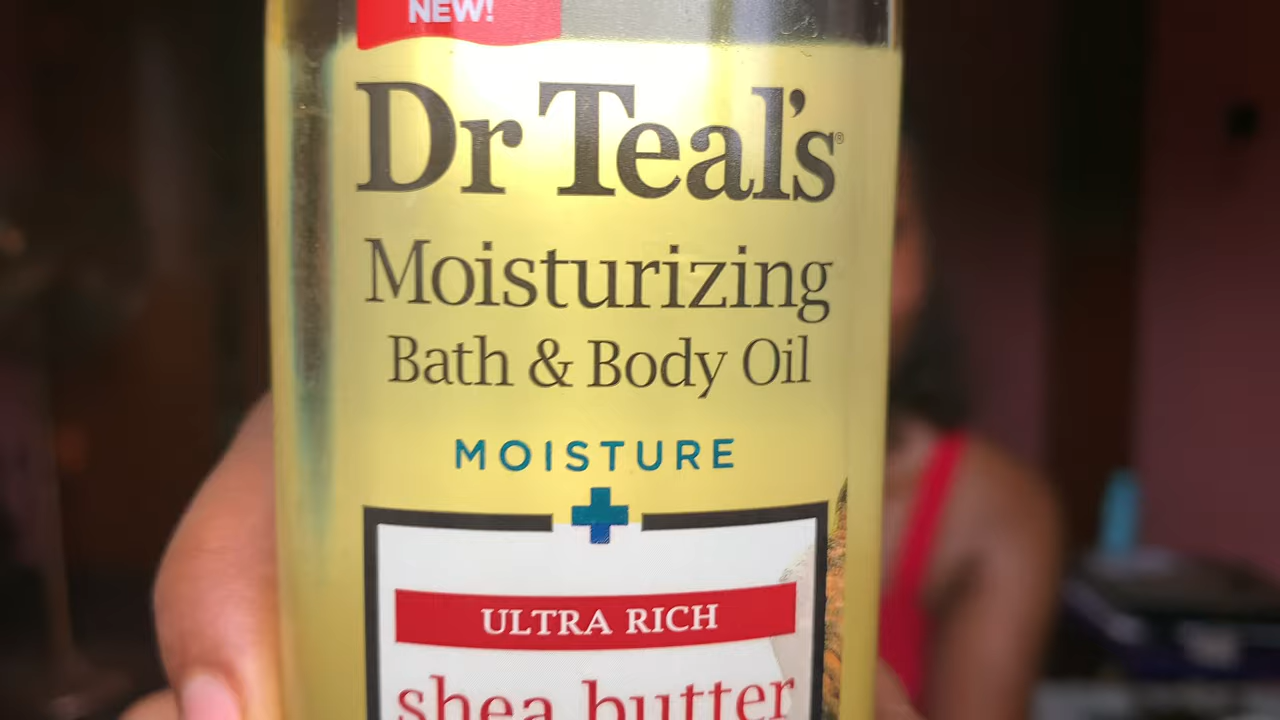 NEW!
Dr Teal's®
Moisturizing
Bath & Body Oil
MOISTURE
+
ULTRA RICH
shea butter